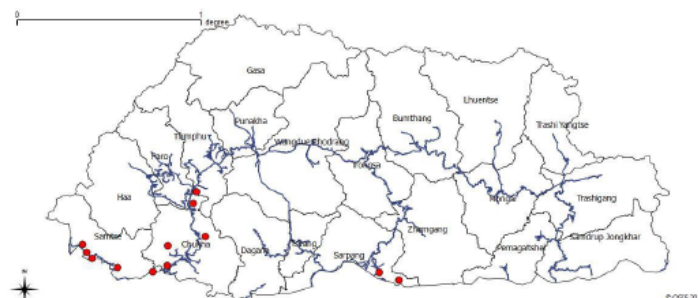 0 1
degree
Gasa
Lhuentse
Punakha
Bumthang
Thimphu
Trashi Yangtse
Wangdue Phodrang
Paro
Trongsa
Haa
Mongar
Trashigang
Zhemgang
Samtse
Chukha
Samdrup Jongkhar
Dagana
Pemagatshel
Sarpang
N